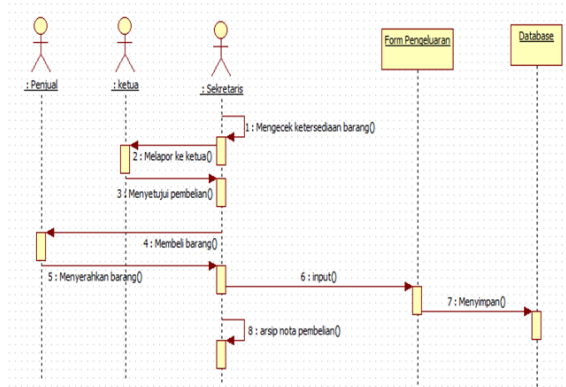 Form Pengeluaran
Database
: Penjual
: ketua
: Sekretaris
1 : Mengecek ketersediaan barang()
2 : Melapor ke ketua()
3 : Menyetujui pembelian()
4 : Membeli barang()
5 : Menyerahkan barang()
6 : input()
7 : Menyimpan()
8 : arsip nota pembelian()